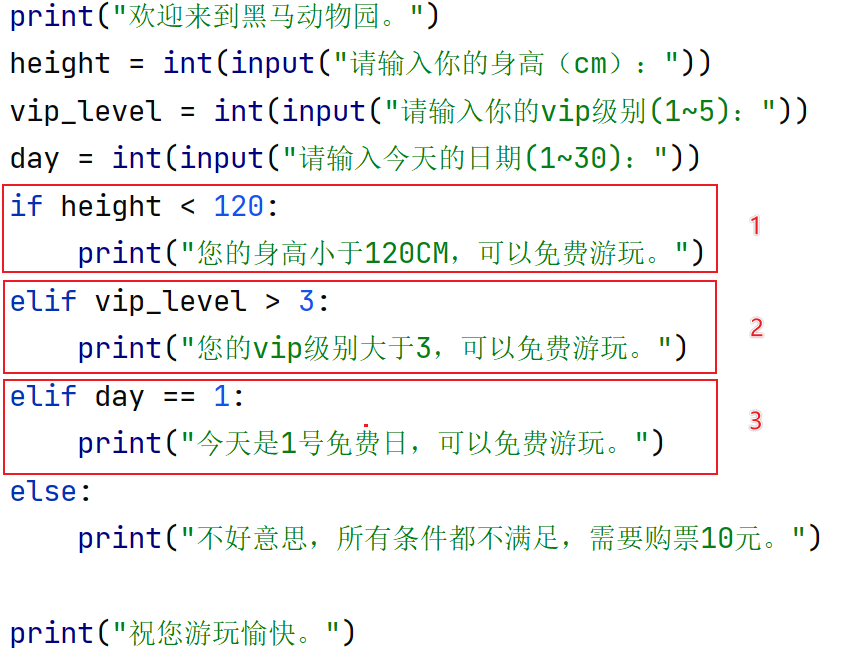 print("欢迎来到黑马动物园。")
height = int(input("请输入你的身高（cm）："))
vip_level = int(input("请输入你的vip级别(1~5)："))
day = int(input("请输入今天的日期(1~30)："))
if height < 120:
    print("您的身高小于120CM，可以免费游玩。")
1
elif vip_level > 3:
    print("您的vip级别大于3，可以免费游玩。")
2
elif day == 1:
    print("今天是1号免费日，可以免费游玩。")
3
else:
    print("不好意思，所有条件都不满足，需要购票10元。")
print("祝您游玩愉快。")